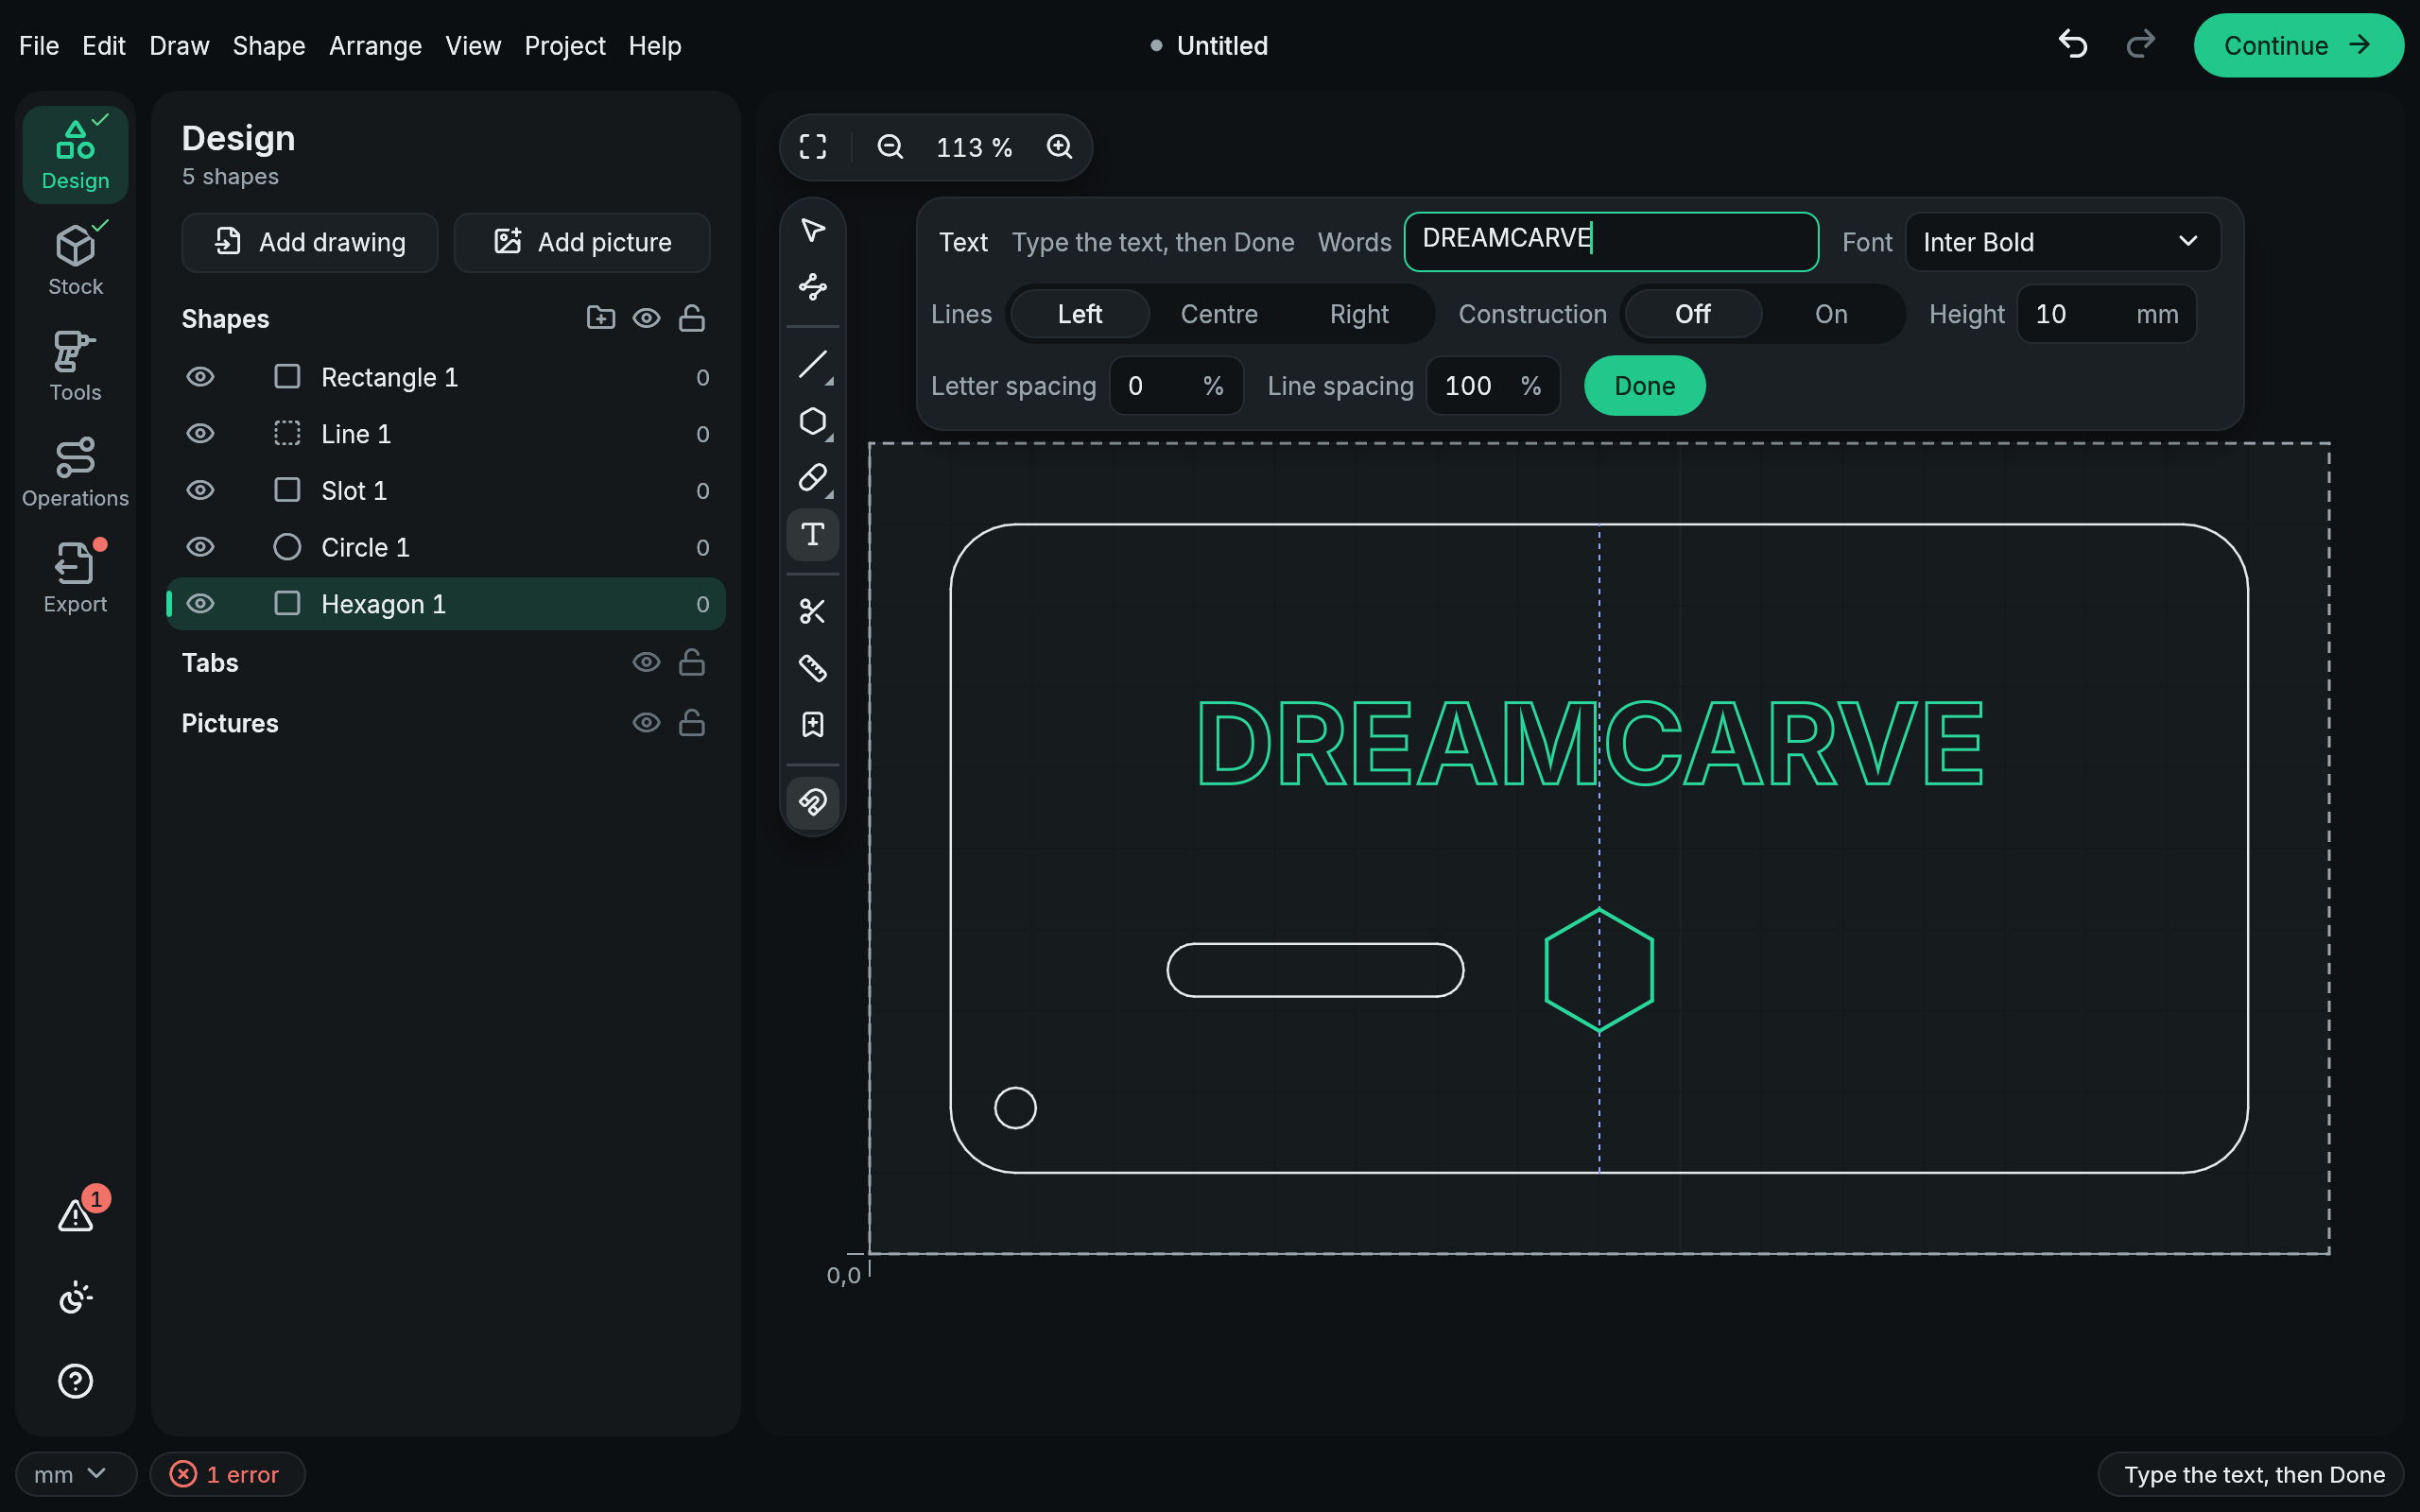 File Edit Draw Shape Arrange View Project Help
Untitled
Continue
Design
Stock
Tools
Operations
Export
1
Design
5 shapes
Add drawing
Add picture
Shapes
Rectangle 1 0
Line 1 0
Slot 1 0
Circle 1 0
Hexagon 1 0
Tabs
Pictures
113 %
Text Type the text, then Done Words DREAMCARVE Font Inter Bold
Lines Left Centre Right Construction Off On Height 10 mm
Letter spacing 0 % Line spacing 100 % Done
DREAMCARVE
0,0
mm
1 error
Type the text, then Done